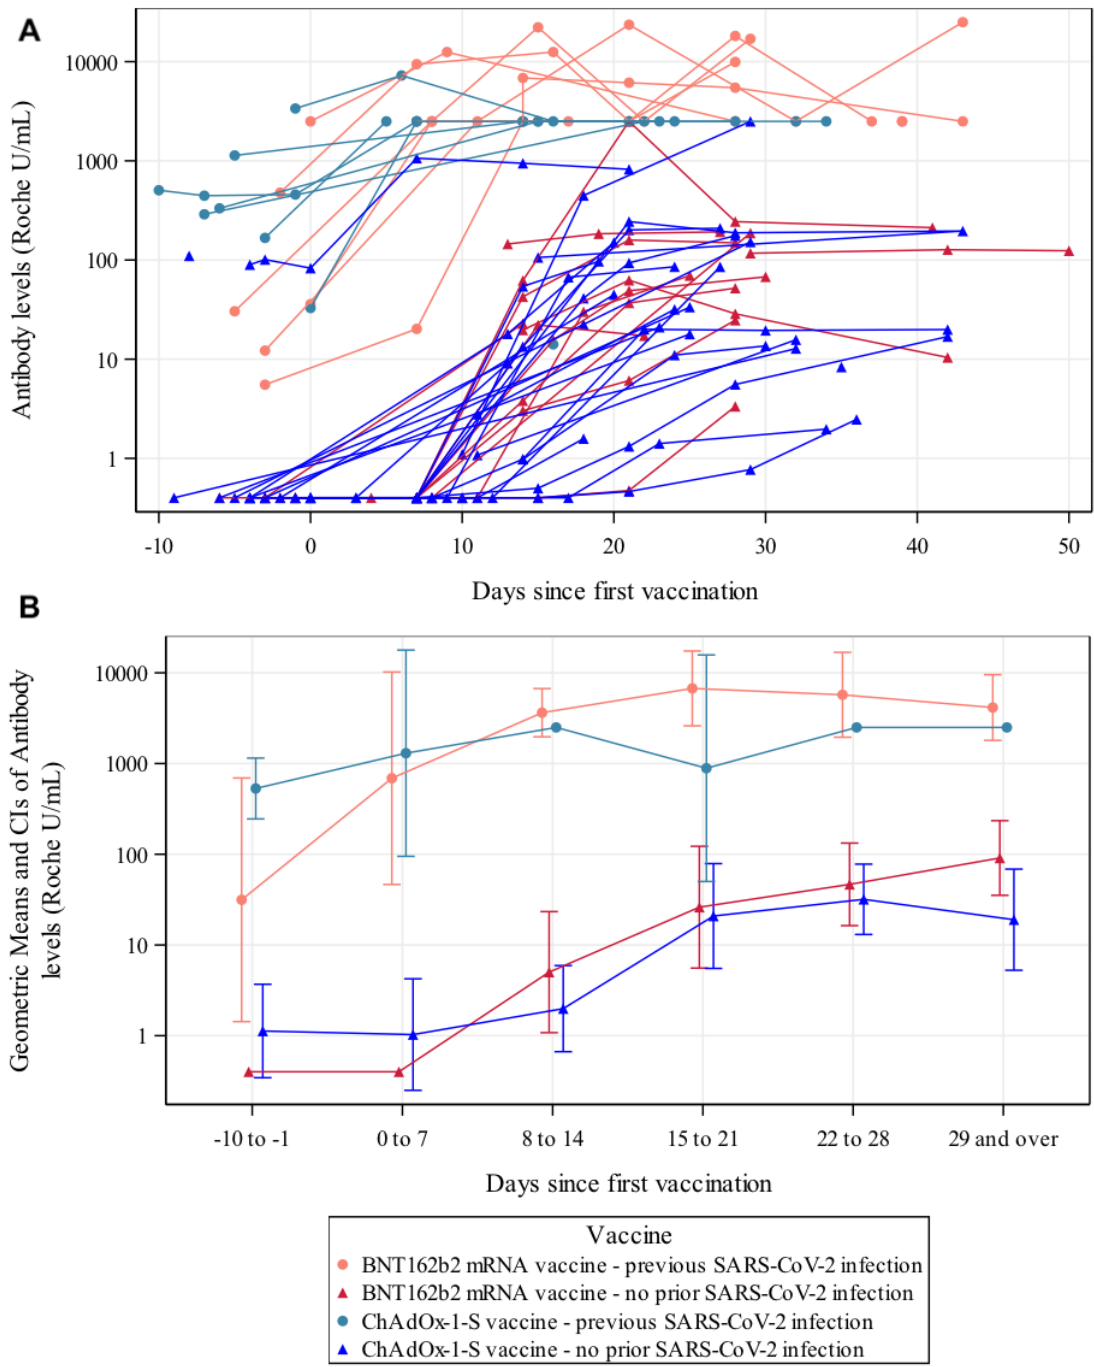 A
Antibody levels (Roche U/mL)
10000
1000
100
10
1
-10 0 10 20 30 40 50
Days since first vaccination
B
Geometric Means and CIs of Antibody
levels (Roche U/mL)
10000
1000
100
10
1
-10 to -1 0 to 7 8 to 14 15 to 21 22 to 28 29 and over
Days since first vaccination
Vaccine
BNT162b2 mRNA vaccine - previous SARS-CoV-2 infection
BNT162b2 mRNA vaccine - no prior SARS-CoV-2 infection
ChAdOx-1-S vaccine - previous SARS-CoV-2 infection
ChAdOx-1-S vaccine - no prior SARS-CoV-2 infection